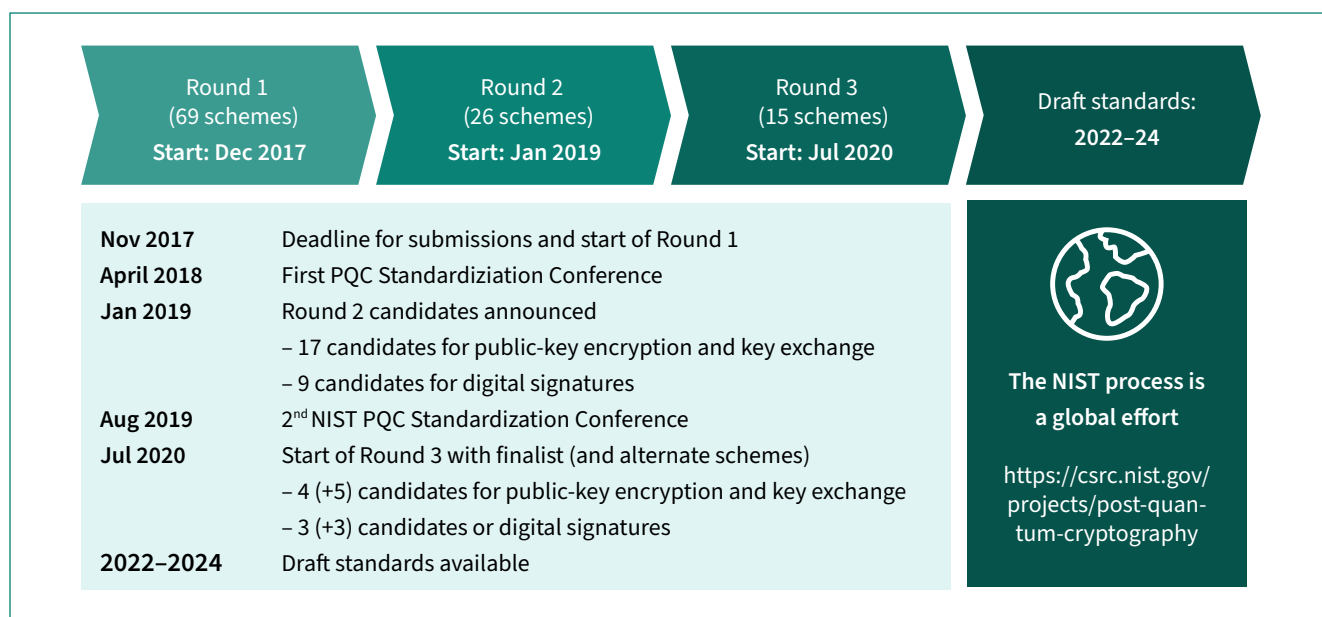 Round 1
(69 schemes)
Start: Dec 2017
Round 2
(26 schemes)
Start: Jan 2019
Round 3
(15 schemes)
Start: Jul 2020
Draft standards:
2022–24
Nov 2017 Deadline for submissions and start of Round 1
April 2018 First PQC Standardiziation Conference
Jan 2019 Round 2 candidates announced
– 17 candidates for public-key encryption and key exchange
– 9 candidates for digital signatures
Aug 2019 2nd NIST PQC Standardization Conference
Jul 2020 Start of Round 3 with finalist (and alternate schemes)
– 4 (+5) candidates for public-key encryption and key exchange
– 3 (+3) candidates or digital signatures
2022–2024 Draft standards available
The NIST process is
a global effort
https://csrc.nist.gov/
projects/post-quan-
tum-cryptography